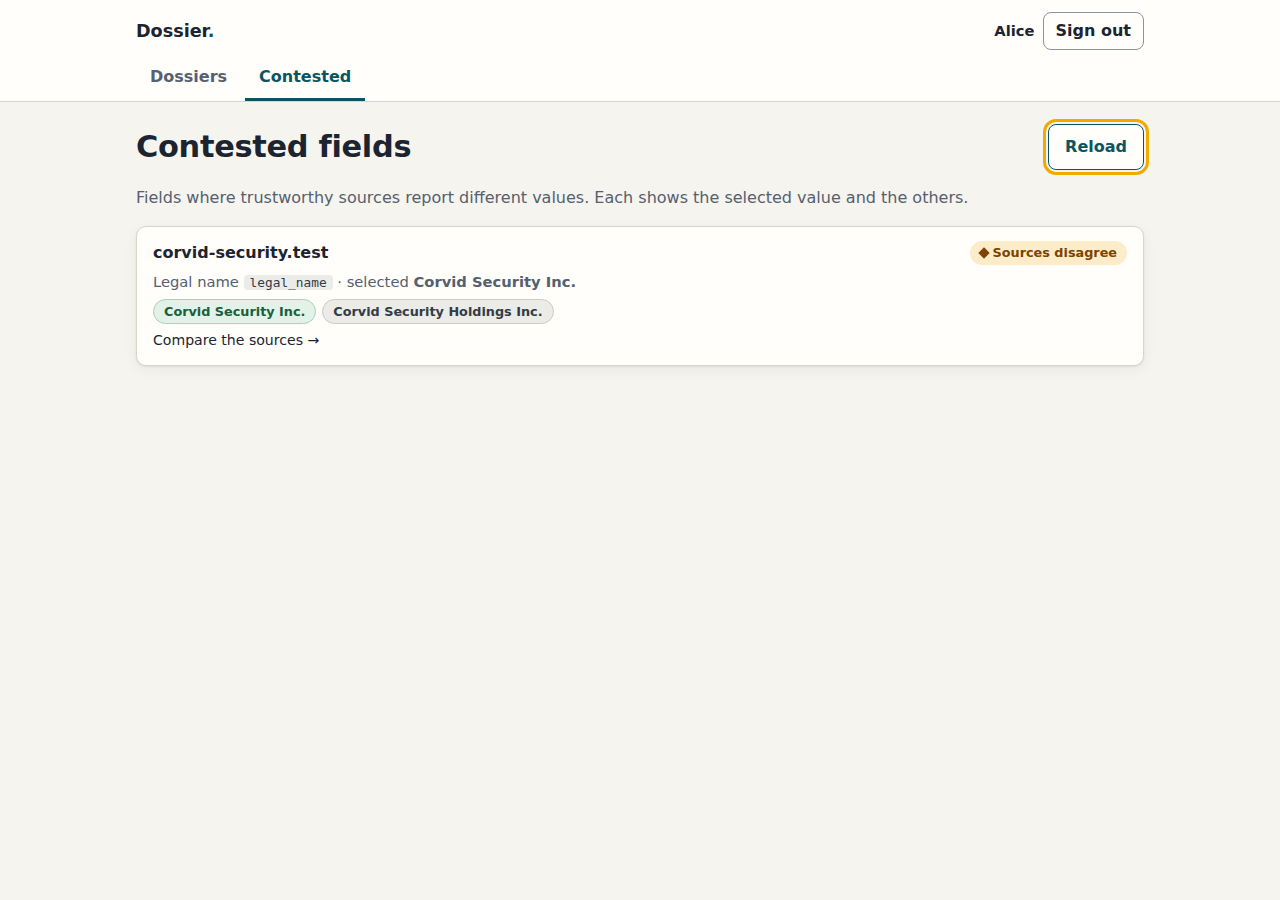 Dossier.
Alice
Sign out
Dossiers
Contested
Contested fields
Reload
Fields where trustworthy sources report different values. Each shows the selected value and the others.
corvid-security.test
◆ Sources disagree
Legal name legal_name · selected Corvid Security Inc.
Corvid Security Inc.
Corvid Security Holdings Inc.
Compare the sources →